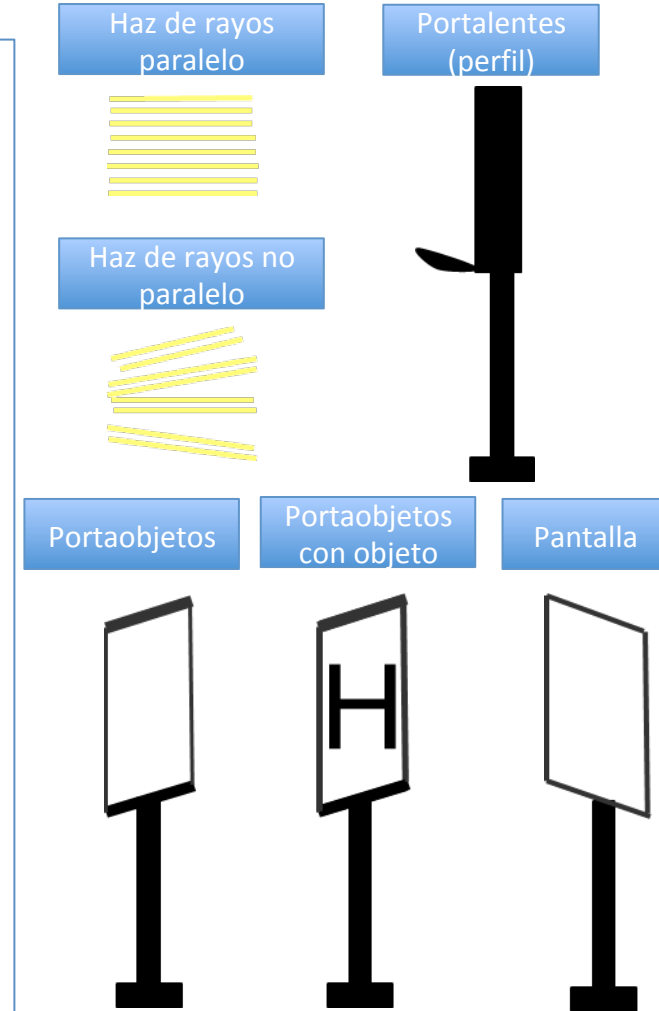 Haz de rayos
paralelo
Portalentes
(perfil)
Haz de rayos no
paralelo
Portaobjetos
Portaobjetos
con objeto
Pantalla
H